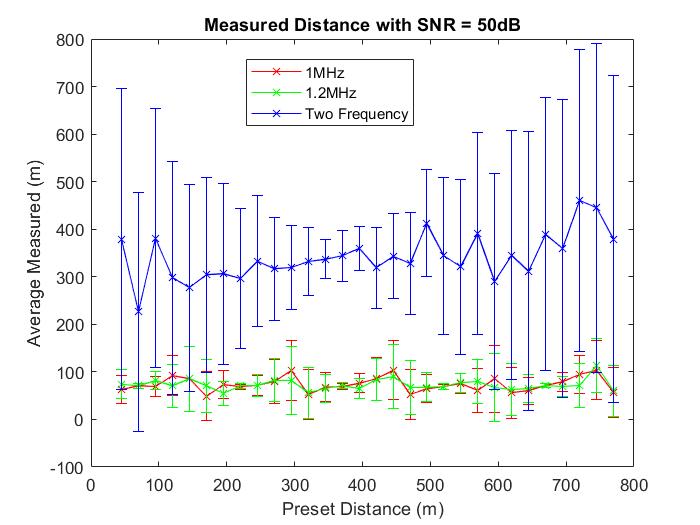 Measured Distance with SNR = 50dB
800
700
600
500
400
300
200
100
0
-100
Average Measured (m)
1MHz
1.2MHz
Two Frequency
0 100 200 300 400 500 600 700 800
Preset Distance (m)